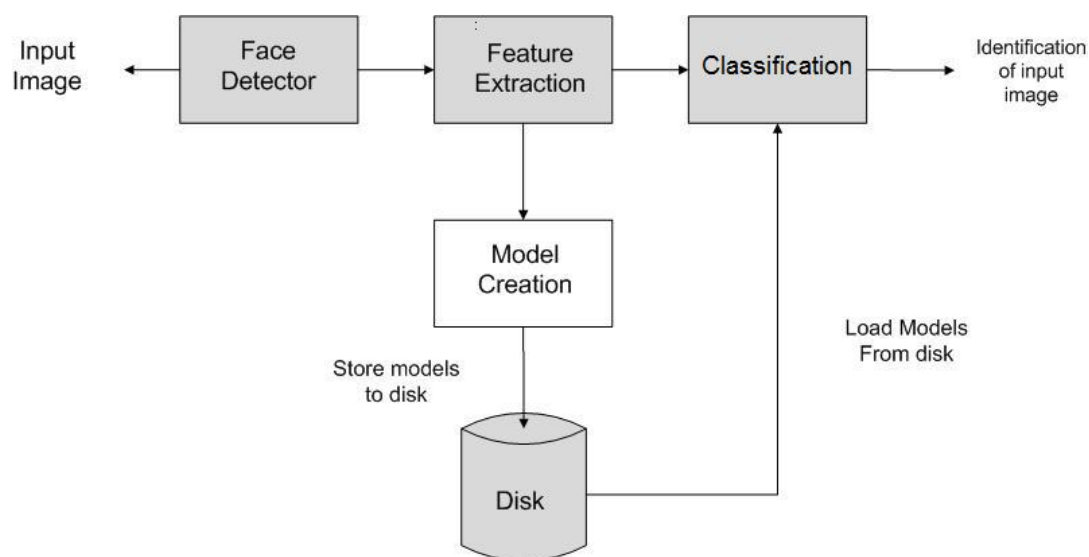 Input
Image
Face
Detector
:
Feature
Extraction
Classification
Identification
of input
image
Model
Creation
Store models
to disk
Load Models
From disk
Disk